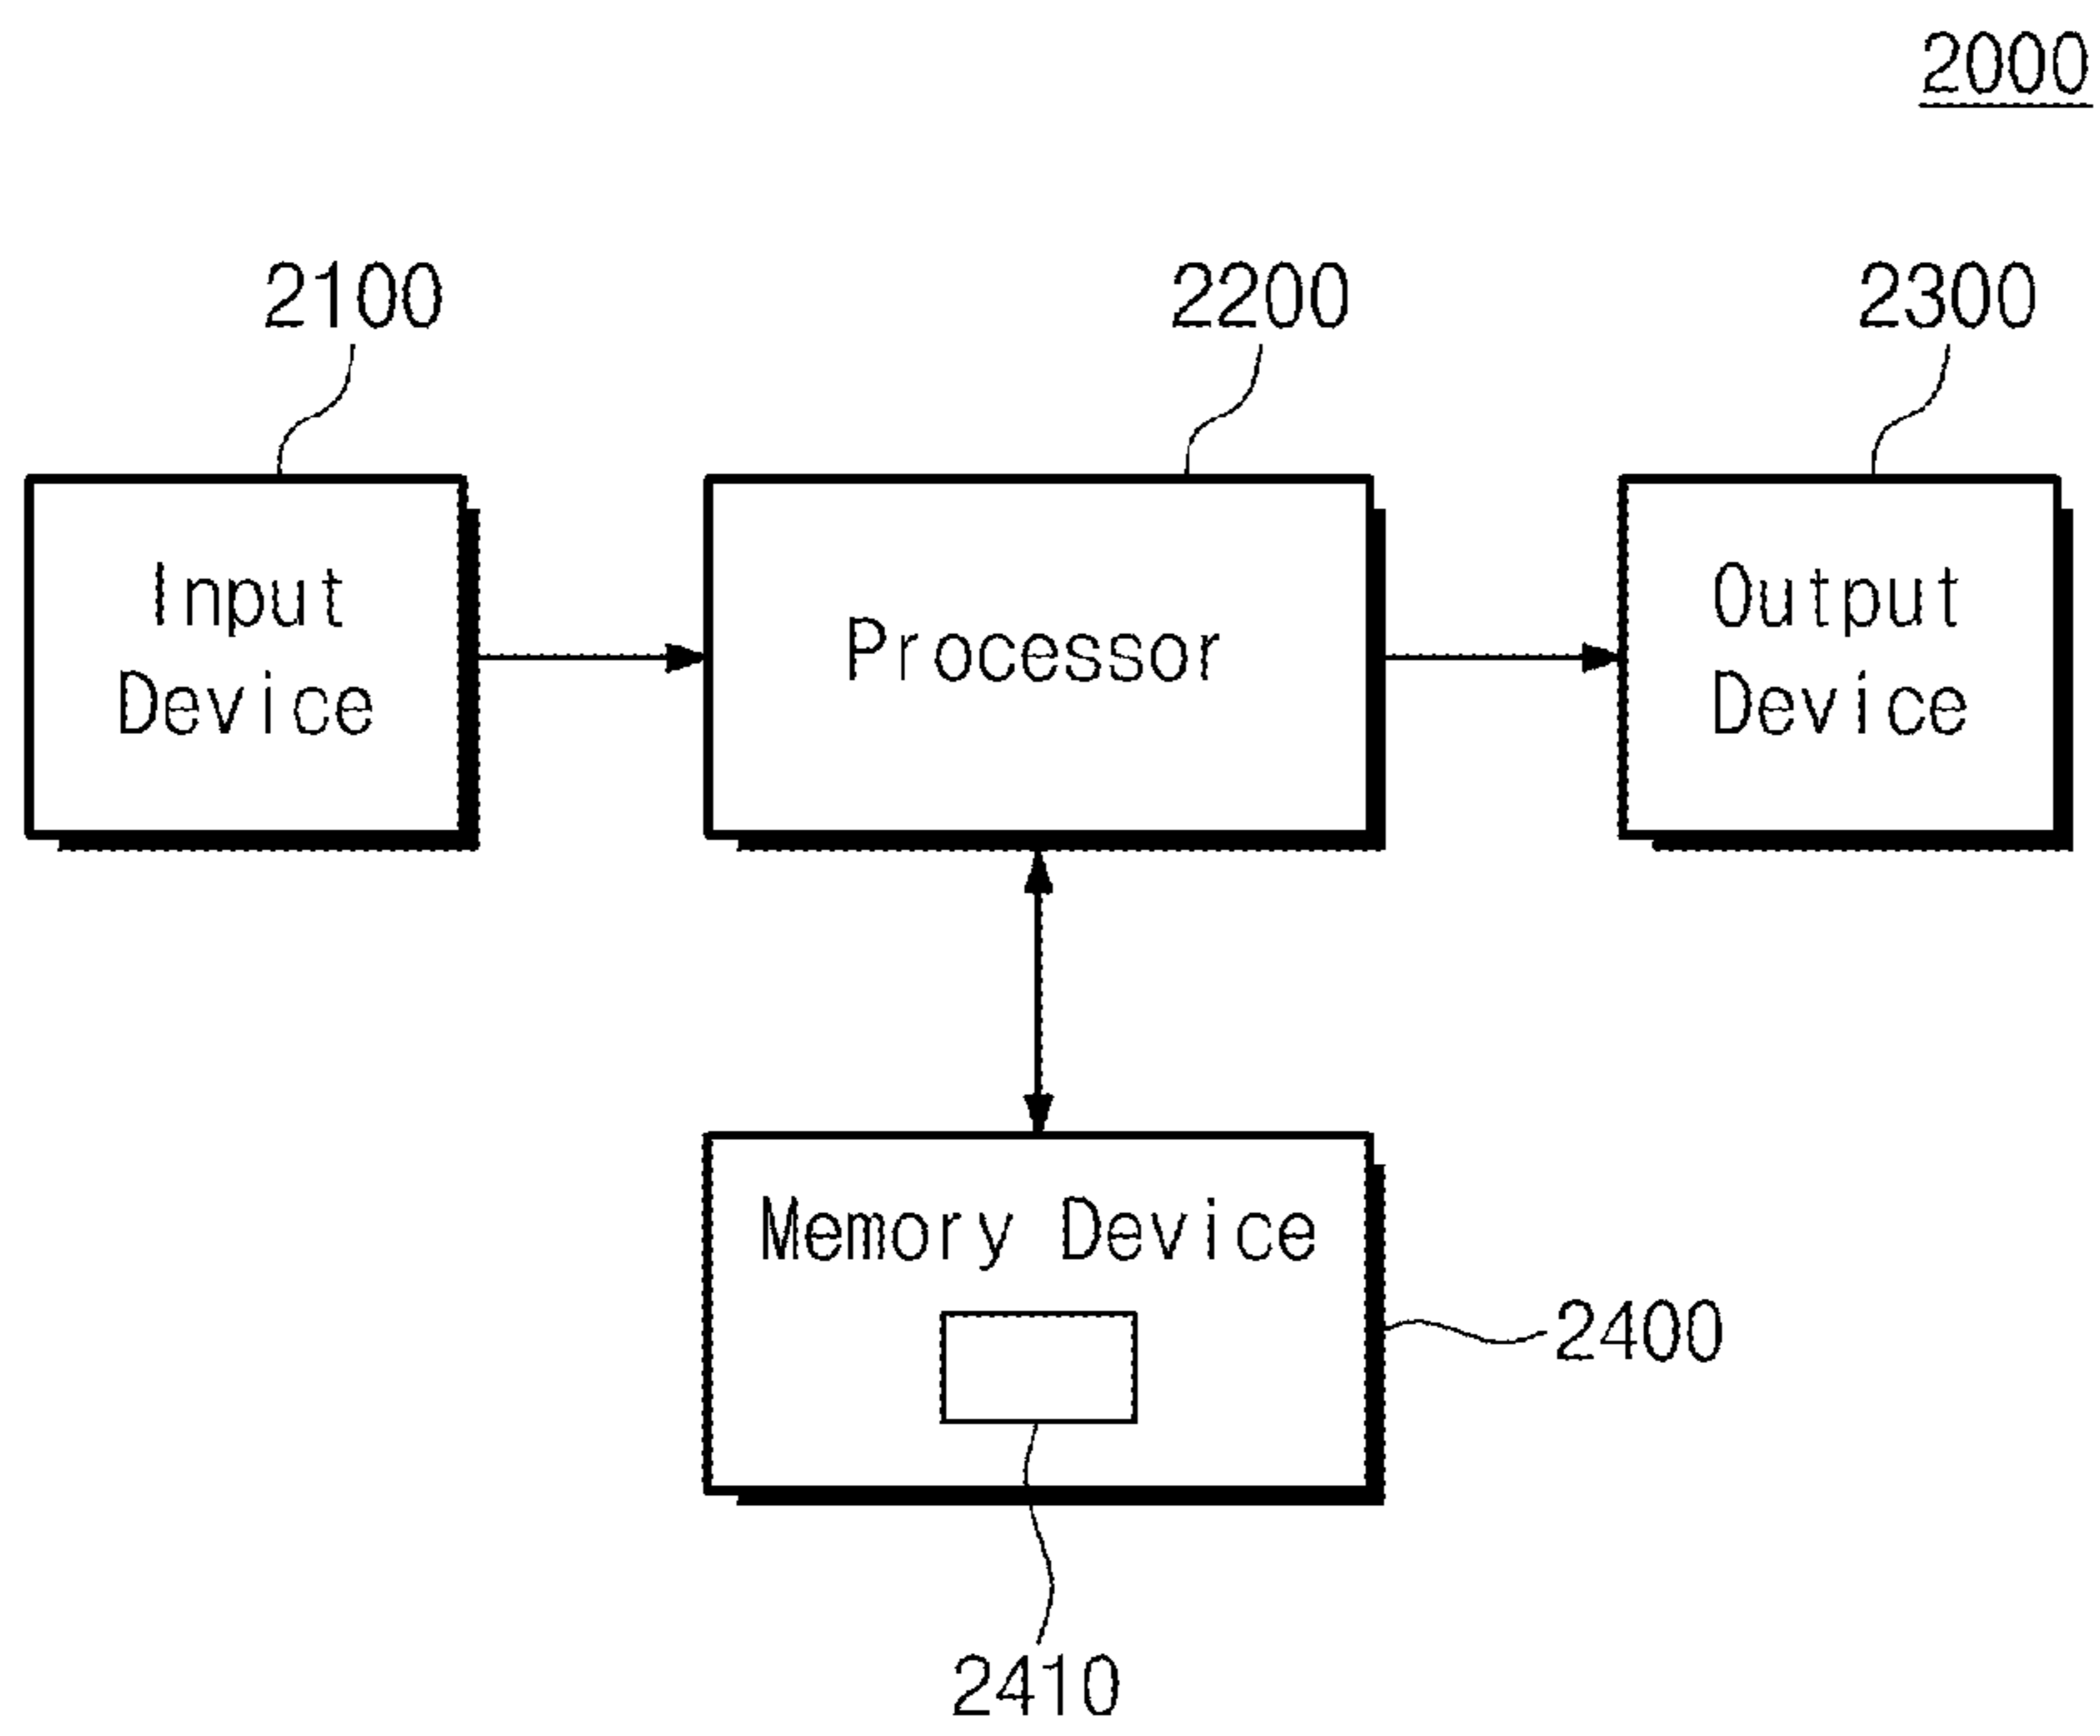 2000
2100
2200
2300
Input
Device
Processor
Output
Device
Memory Device
2400
2410